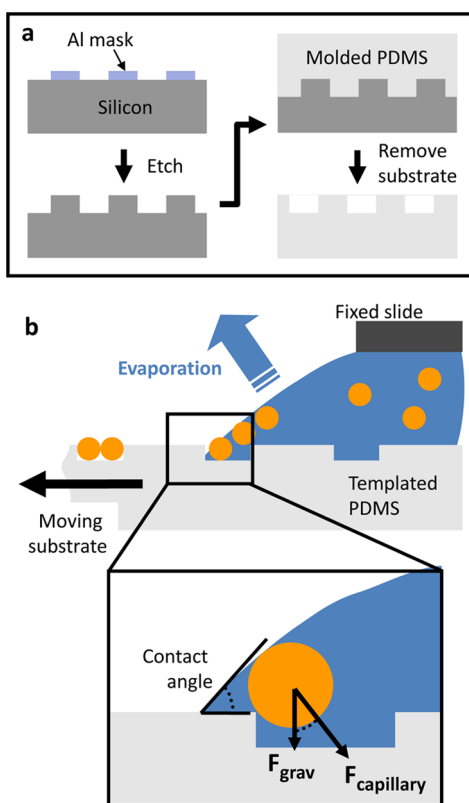 a
Al mask
Silicon
Etch
Molded PDMS
Remove
substrate
b
Fixed slide
Evaporation
Templated
PDMS
Moving
substrate
Contact
angle
Fgrav
Fcapillary